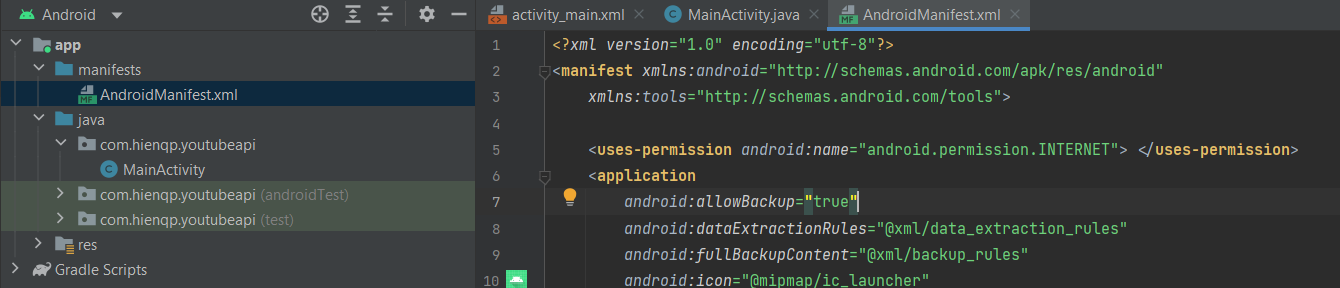 Android
app
manifests
AndroidManifest.xml
java
com.hienqp.youtubeapi
MainActivity
com.hienqp.youtubeapi (androidTest)
com.hienqp.youtubeapi (test)
res
Gradle Scripts
activity_main.xml MainActivity.java AndroidManifest.xml
1 <?xml version="1.0" encoding="utf-8"?>
2 <manifest xmlns:android="http://schemas.android.com/apk/res/android"
3 xmlns:tools="http://schemas.android.com/tools">
4
5 <uses-permission android:name="android.permission.INTERNET"> </uses-permission>
6 <application
7 android:allowBackup="true"
8 android:dataExtractionRules="@xml/data_extraction_rules"
9 android:fullBackupContent="@xml/backup_rules"
10 android:icon="@mipmap/ic_launcher"